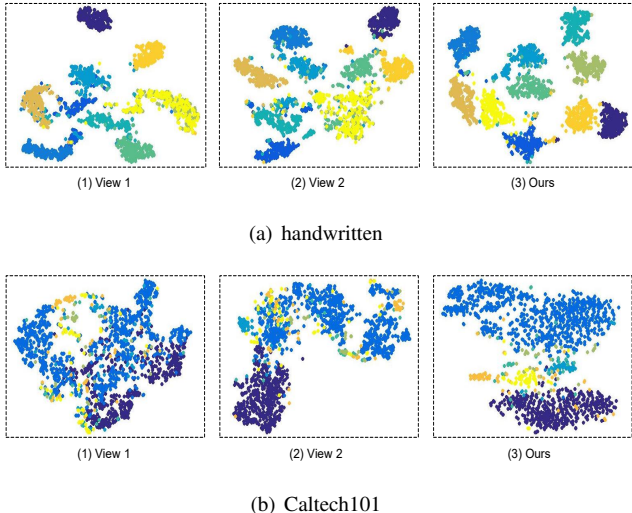 (1) View 1 (2) View 2 (3) Ours
(a) handwritten
(1) View 1 (2) View 2 (3) Ours
(b) Caltech101